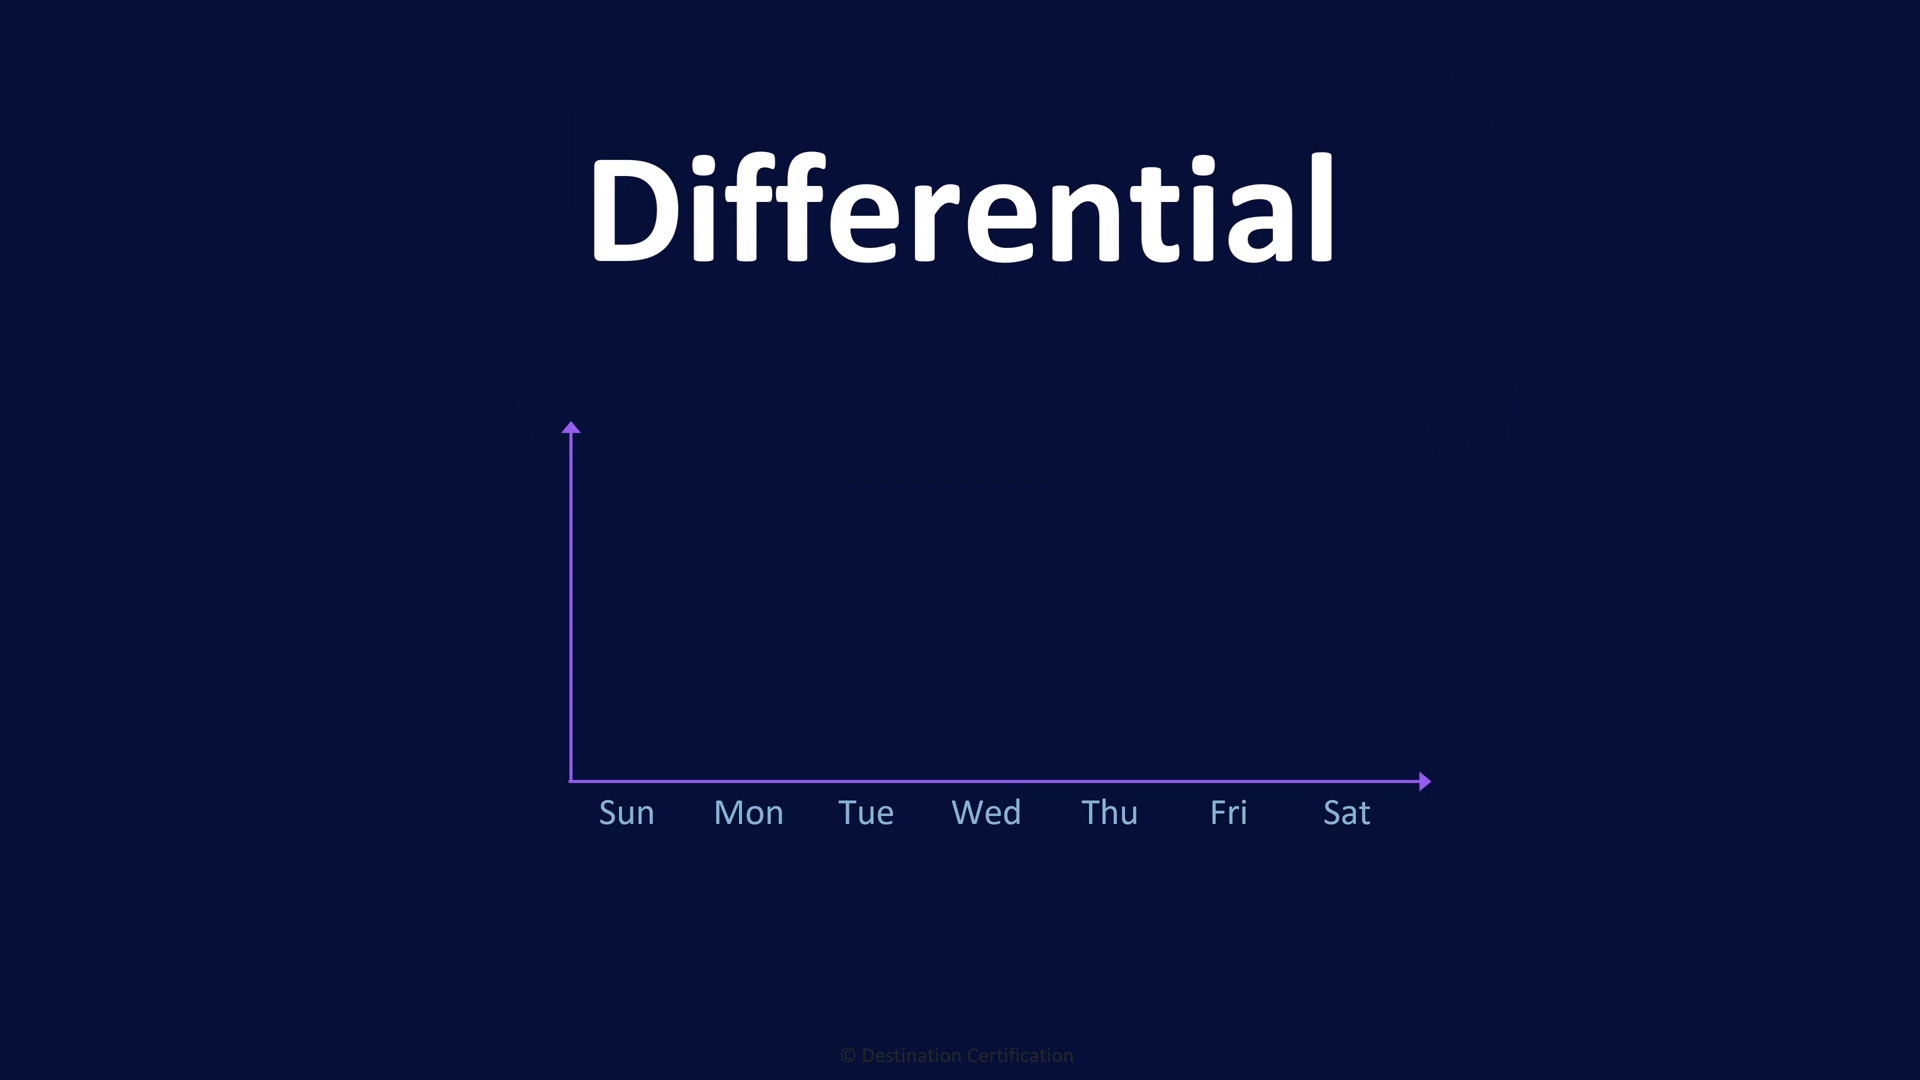 Differential
Sun Mon Tue Wed Thu Fri Sat
© Destination Certification